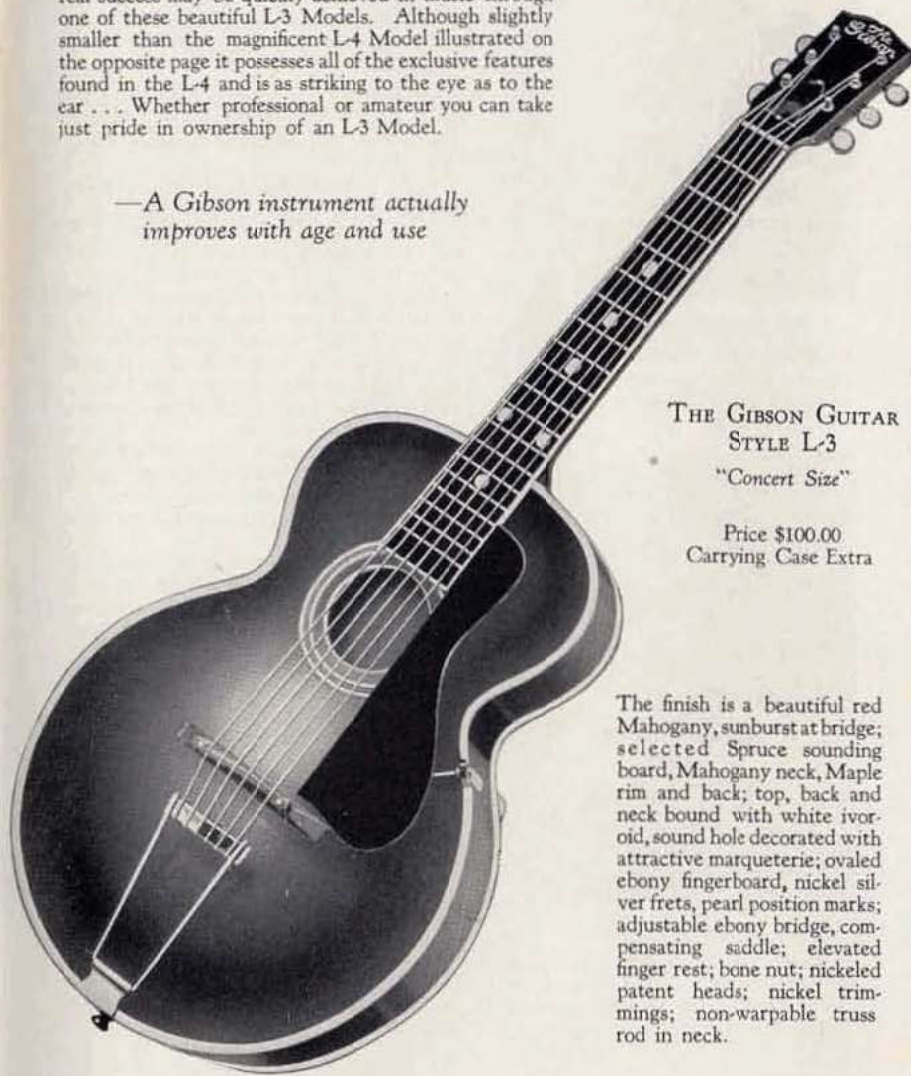 one of these beautiful L-3 Models. Although slightly
smaller than the magnificent L-4 Model illustrated on
the opposite page it possesses all of the exclusive features
found in the L-4 and is as striking to the eye as to the
ear . . . Whether professional or amateur you can take
just pride in ownership of an L-3 Model.
—A Gibson instrument actually
improves with age and use
The
Gibson
THE GIBSON GUITAR
STYLE L-3
"Concert Size"
Price $100.00
Carrying Case Extra
The finish is a beautiful red
Mahogany, sunburst at bridge;
selected Spruce sounding
board, Mahogany neck, Maple
rim and back; top, back and
neck bound with white ivor-
oid, sound hole decorated with
attractive marqueterie; ovaled
ebony fingerboard, nickel sil-
ver frets, pearl position marks;
adjustable ebony bridge, com-
pensating saddle; elevated
finger rest; bone nut; nickeled
patent heads; nickel trim-
mings; non-warpable truss
rod in neck.